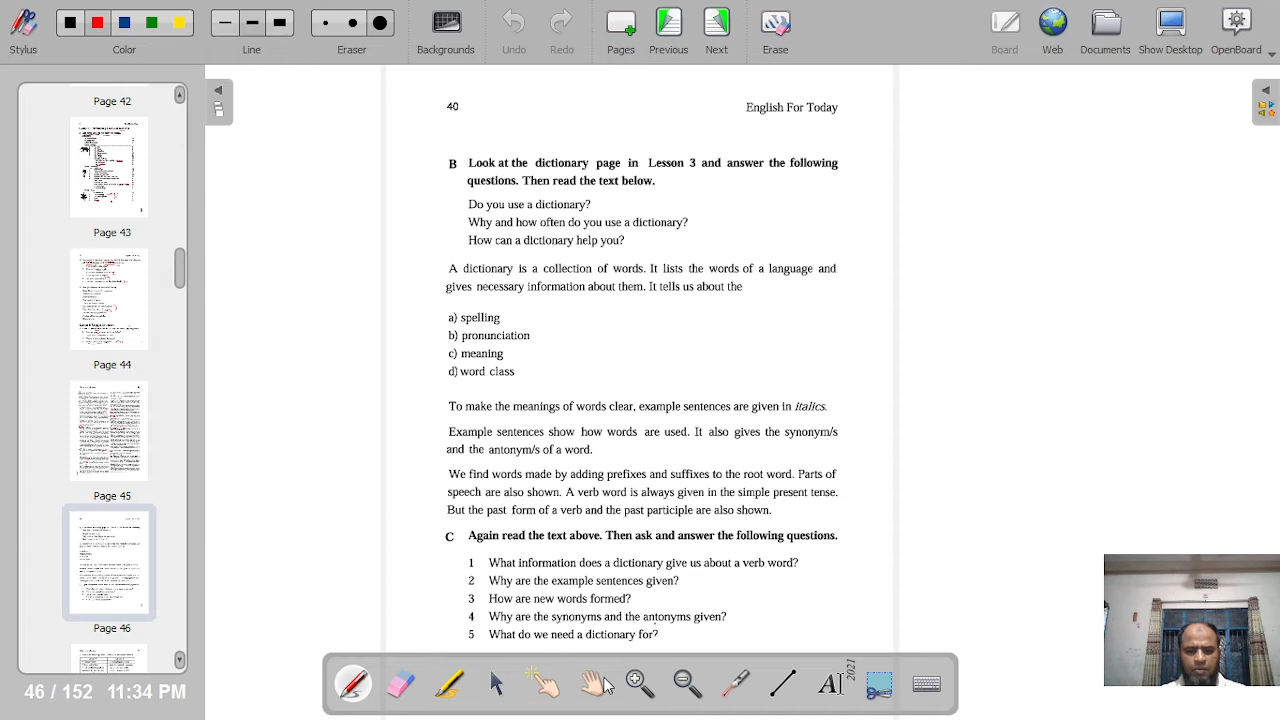 Stylus
Color
Line
Eraser
Backgrounds
Undo
Redo
Pages
Previous
Next
Erase
Board
Web
Documents
Show Desktop
OpenBoard
Page 42
Page 43
Page 44
Page 45
Page 46
46 / 152 11:34 PM
40 English For Today
B Look at the dictionary page in Lesson 3 and answer the following
questions. Then read the text below.
Do you use a dictionary?
Why and how often do you use a dictionary?
How can a dictionary help you?
A dictionary is a collection of words. It lists the words of a language and
gives necessary information about them. It tells us about the
a) spelling
b) pronunciation
c) meaning
d) word class
To make the meanings of words clear, example sentences are given in italics.
Example sentences show how words are used. It also gives the synonym/s
and the antonym/s of a word.
We find words made by adding prefixes and suffixes to the root word. Parts of
speech are also shown. A verb word is always given in the simple present tense.
But the past form of a verb and the past participle are also shown.
C Again read the text above. Then ask and answer the following questions.
1 What information does a dictionary give us about a verb word?
2 Why are the example sentences given?
3 How are new words formed?
4 Why are the synonyms and the antonyms given?
5 What do we need a dictionary for?
2021